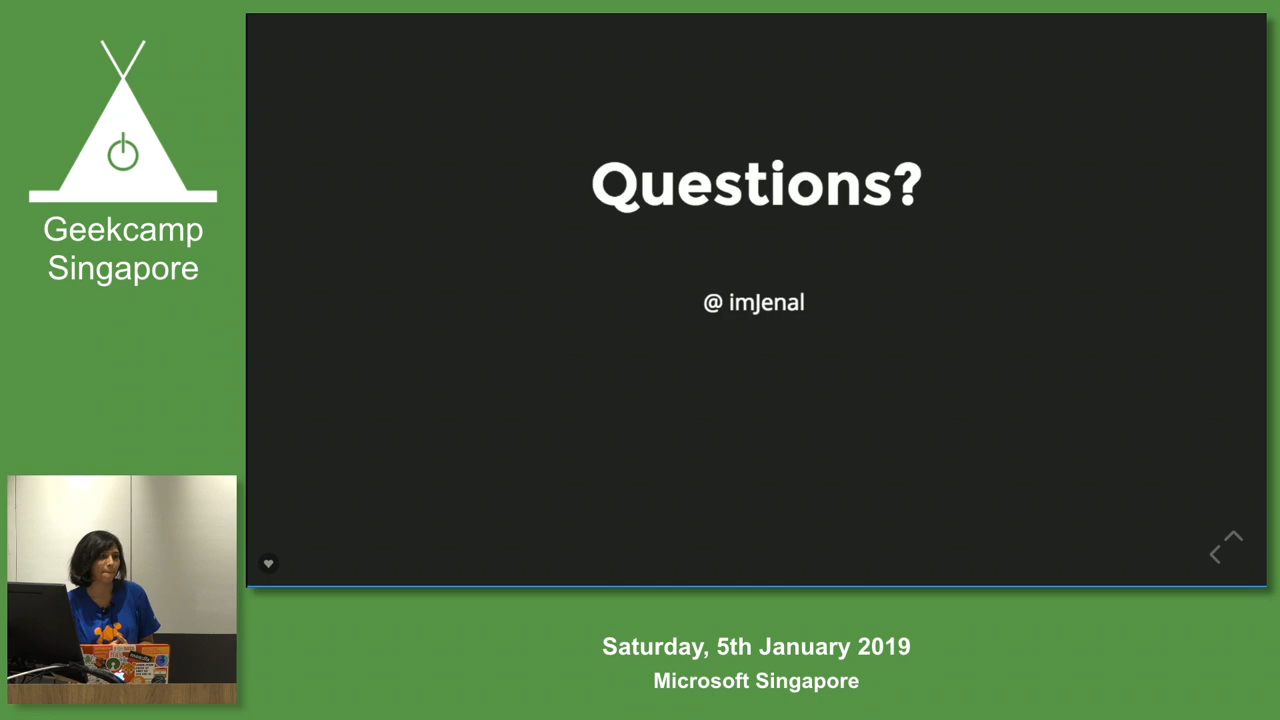 Geekcamp
Singapore
Questions?
@ imJenal
Saturday, 5th January 2019
Microsoft Singapore